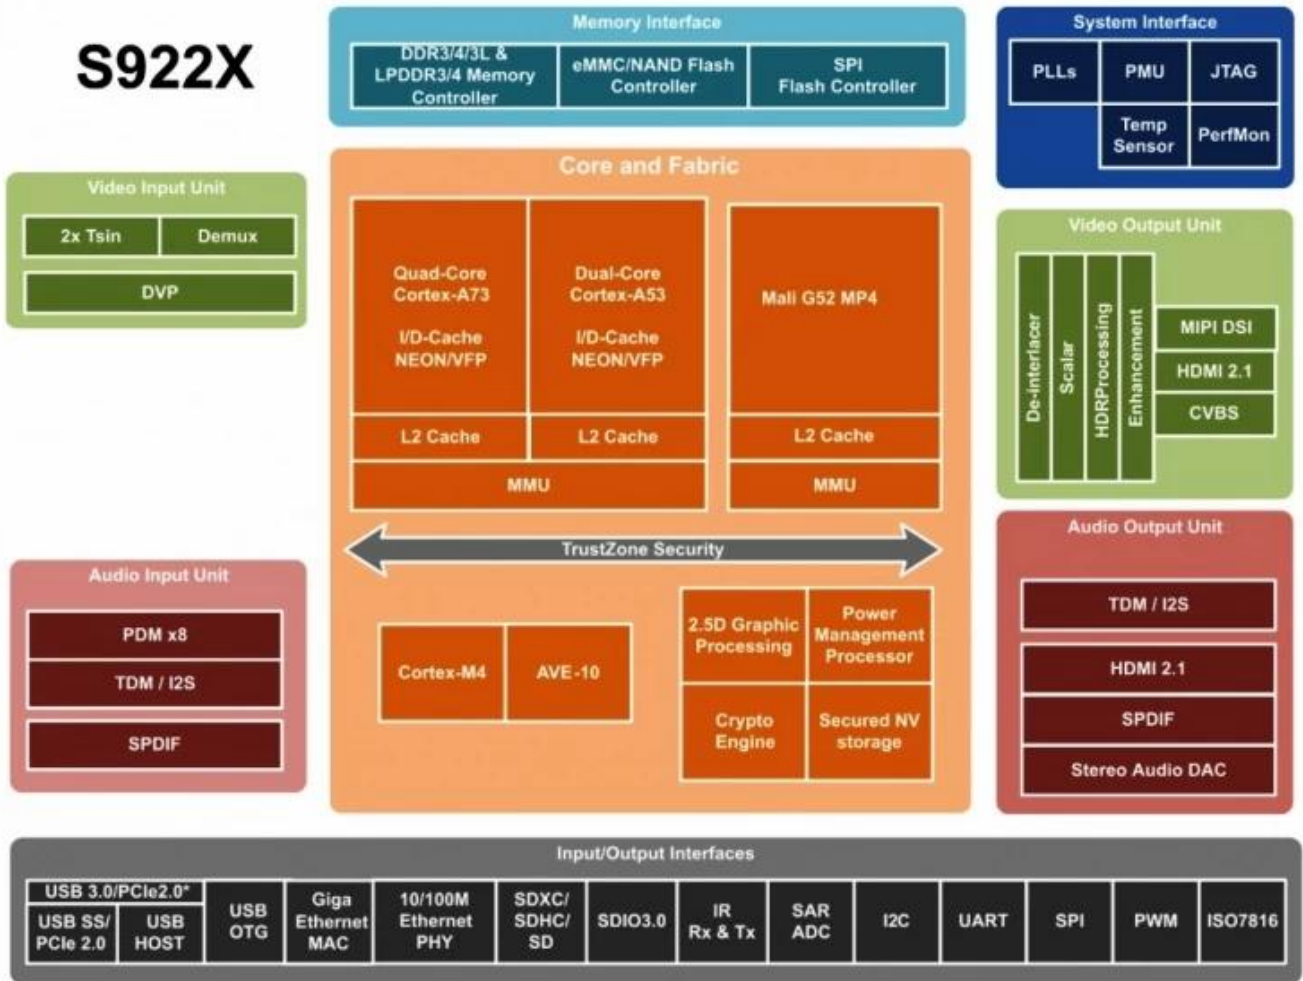 S922X
Memory Interface
DDR3/4/3L &
LPDDR3/4 Memory
Controller
eMMC/NAND Flash
Controller
SPI
Flash Controller
System Interface
PLLs
PMU
JTAG
Temp
Sensor
PerfMon
Video Input Unit
2x Tsin
Demux
DVP
Core and Fabric
Quad-Core
Cortex-A73
I/D-Cache
NEON/VFP
Dual-Core
Cortex-A53
I/D-Cache
NEON/VFP
Mali G52 MP4
L2 Cache
L2 Cache
L2 Cache
MMU
MMU
TrustZone Security
Cortex-M4
AVE-10
2.5D Graphic
Processing
Power
Management
Processor
Crypto
Engine
Secured NV
storage
Video Output Unit
De-interlacer
Scalar
HDRProcessing
Enhancement
MIPI DSI
HDMI 2.1
CVBS
Audio Input Unit
PDM x8
TDM / I2S
SPDIF
Audio Output Unit
TDM / I2S
HDMI 2.1
SPDIF
Stereo Audio DAC
Input/Output Interfaces
USB 3.0/PCIe2.0*
USB SS/
PCIe 2.0
USB
HOST
USB
OTG
Giga
Ethernet
MAC
10/100M
Ethernet
PHY
SDXC/
SDHC/
SD
SDIO3.0
IR
Rx & Tx
SAR
ADC
I2C
UART
SPI
PWM
ISO7816